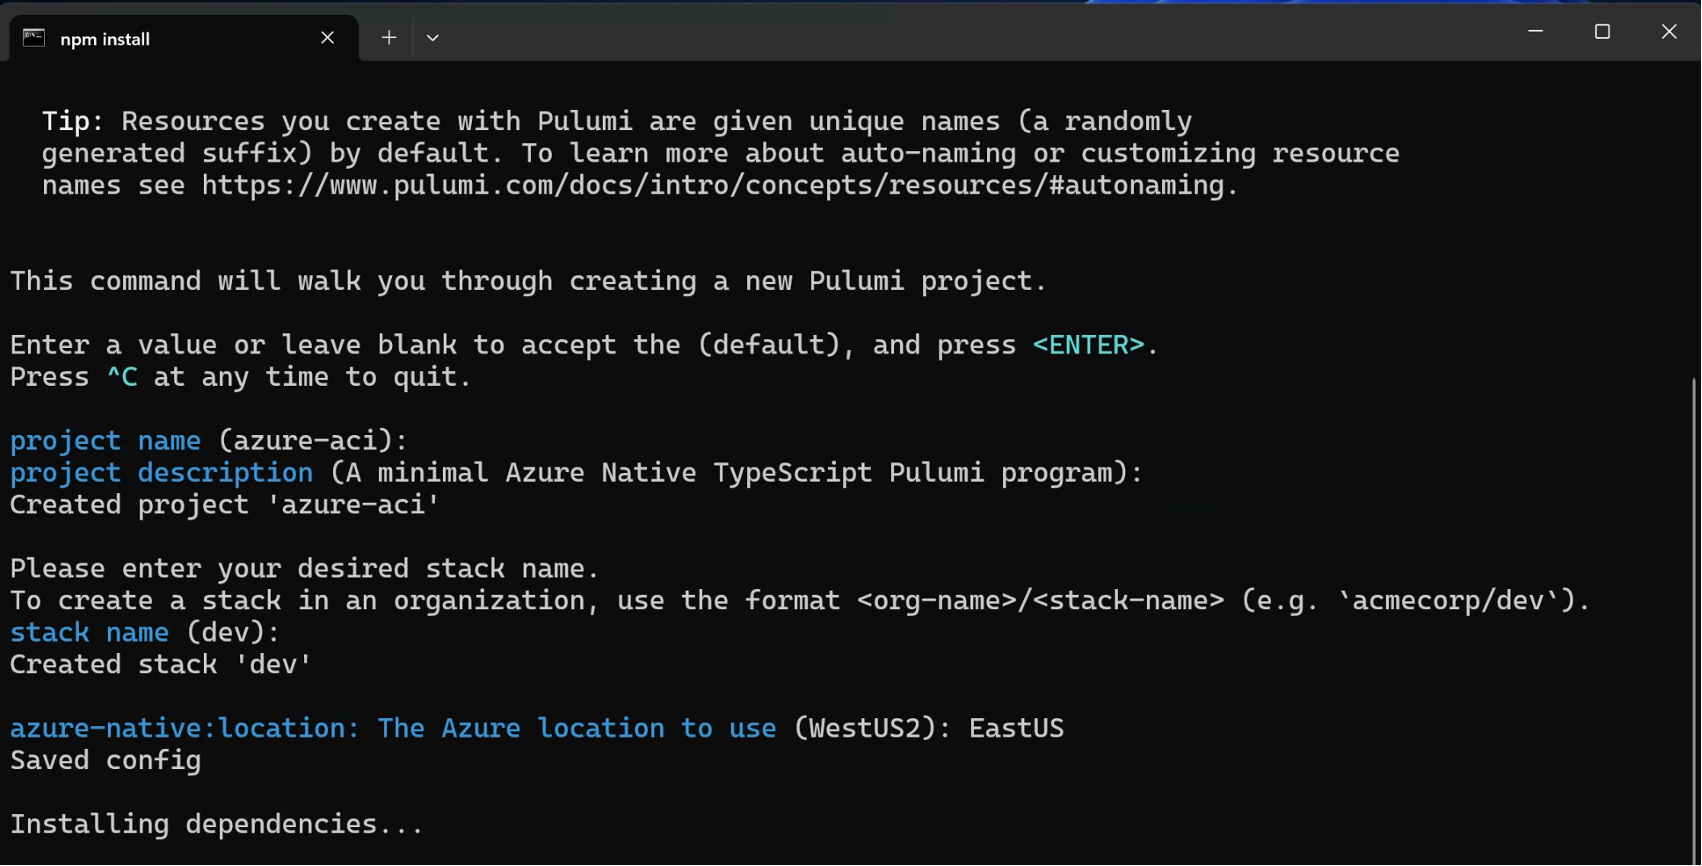 npm install
Tip: Resources you create with Pulumi are given unique names (a randomly
generated suffix) by default. To learn more about auto-naming or customizing resource
names see https://www.pulumi.com/docs/intro/concepts/resources/#autonaming.
This command will walk you through creating a new Pulumi project.
Enter a value or leave blank to accept the (default), and press <ENTER>.
Press ^C at any time to quit.
project name (azure-aci):
project description (A minimal Azure Native TypeScript Pulumi program):
Created project 'azure-aci'
Please enter your desired stack name.
To create a stack in an organization, use the format <org-name>/<stack-name> (e.g. `acmecorp/dev`).
stack name (dev):
Created stack 'dev'
azure-native:location: The Azure location to use (WestUS2): EastUS
Saved config
Installing dependencies...